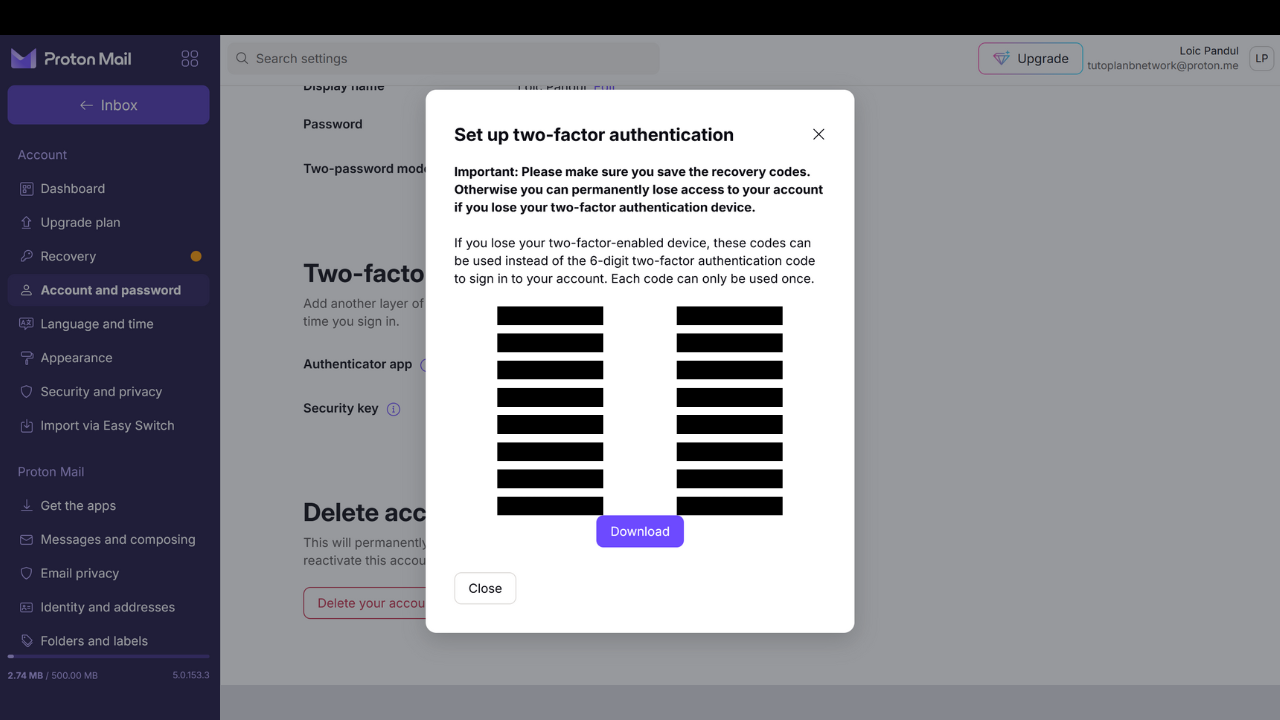 Proton Mail
Inbox
Account
Dashboard
Upgrade plan
Recovery
Account and password
Language and time
Appearance
Security and privacy
Import via Easy Switch
Proton Mail
Get the apps
Messages and composing
Email privacy
Identity and addresses
Folders and labels
2.74 MB / 500.00 MB
5.0.153.3
Search settings
Upgrade
Loic Pandul
tutoplanbnetwork@proton.me
LP
Display name
Loic Pandul Edit
Password
Two-password mode
Two-facto
Add another layer of
time you sign in.
Authenticator app
Security key
Delete acc
This will permanently
reactivate this accou
Delete your accou
Set up two-factor authentication
Important: Please make sure you save the recovery codes.
Otherwise you can permanently lose access to your account
if you lose your two-factor authentication device.
If you lose your two-factor-enabled device, these codes can
be used instead of the 6-digit two-factor authentication code
to sign in to your account. Each code can only be used once.
Download
Close